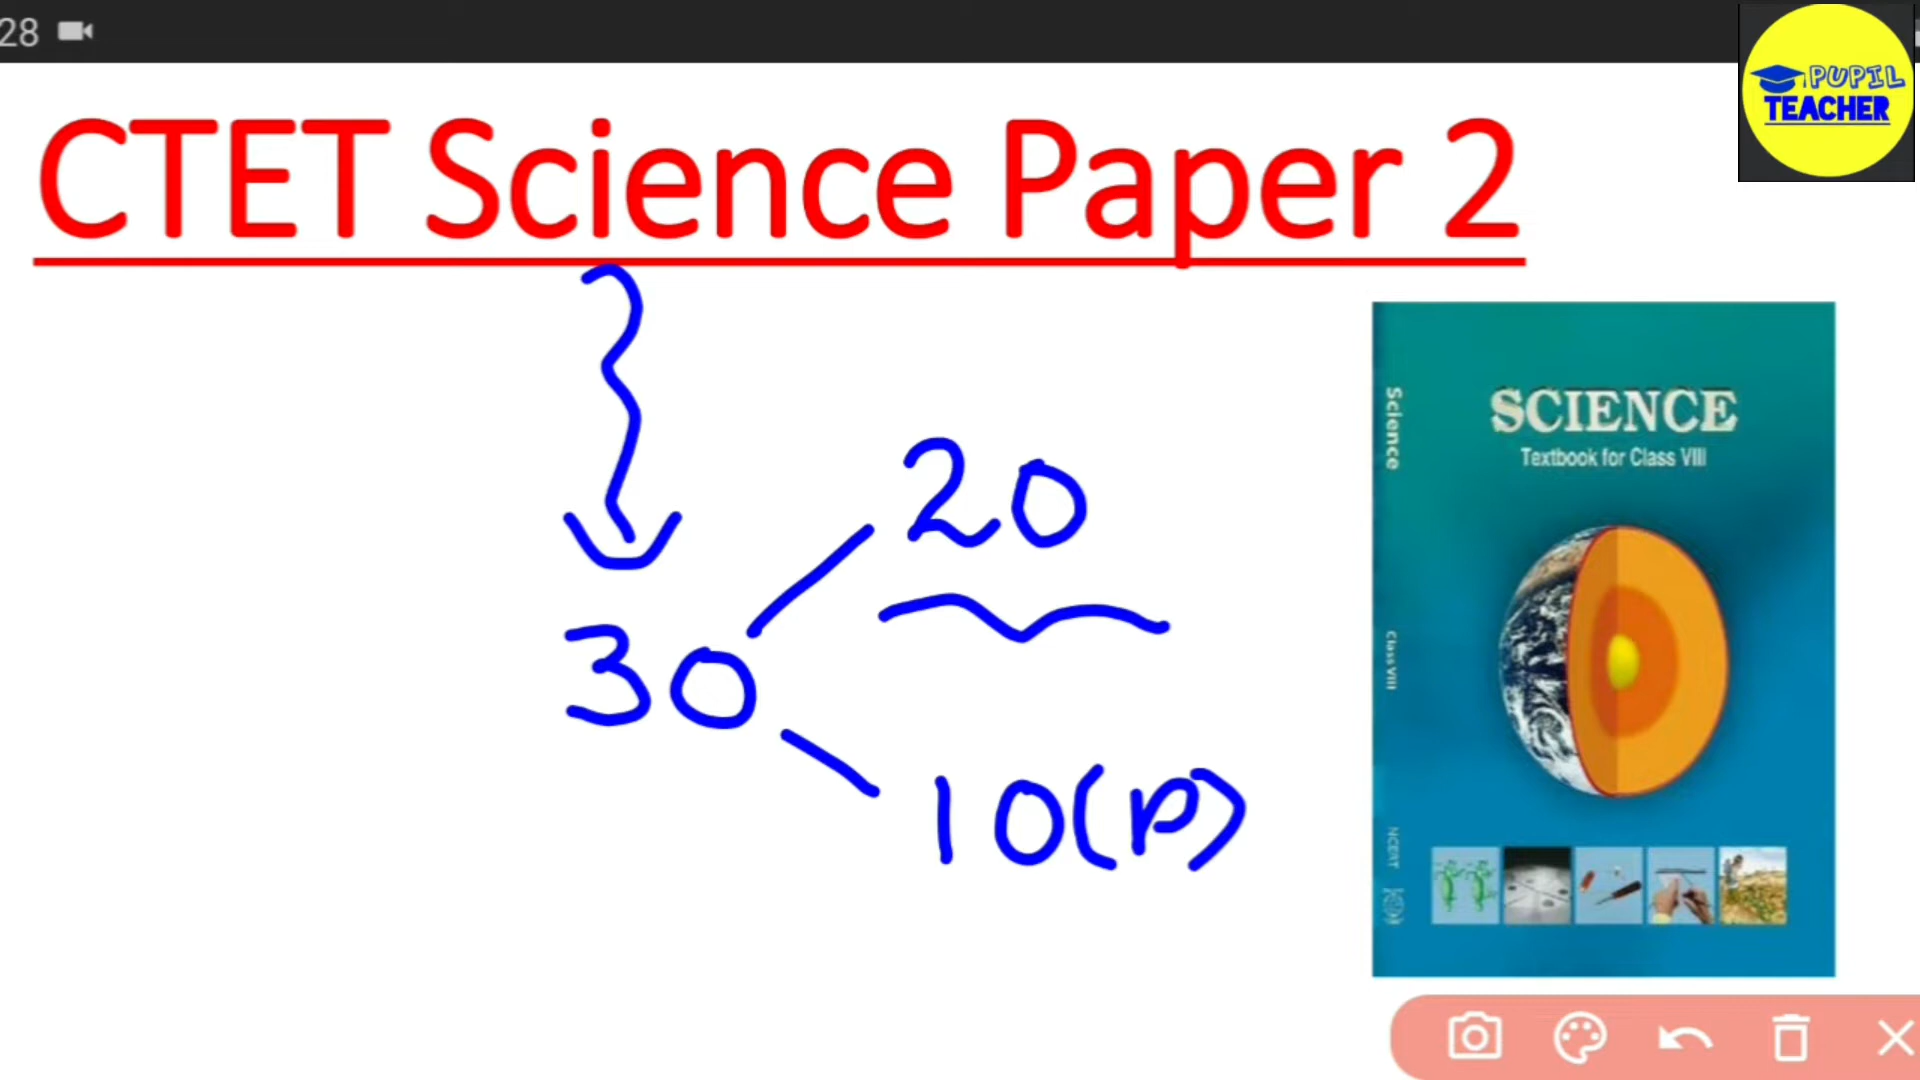 28
PUPIL
TEACHER
CTET Science Paper 2
20
30
10(P)
SCIENCE
Textbook for Class VIII
Science
Class VIII
NCERT